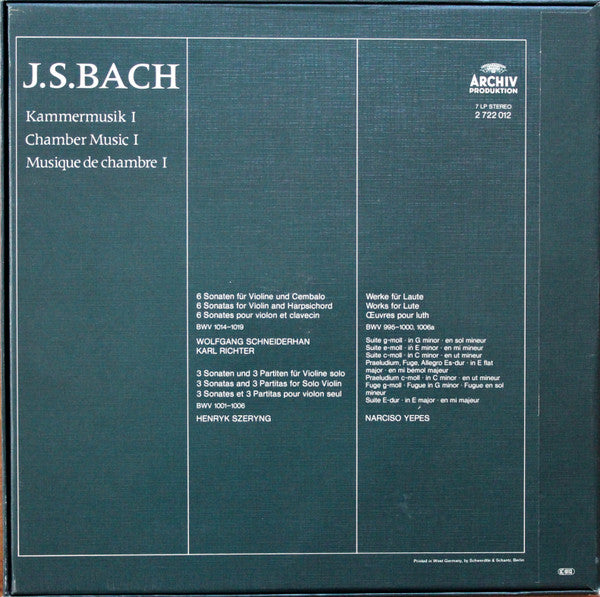 J.S.BACH
Kammermusik I
Chamber Music I
Musique de chambre I
6 Sonaten für Violine und Cembalo
6 Sonatas for Violin and Harpsichord
6 Sonates pour violon et clavecin
BWV 1014–1019
WOLFGANG SCHNEIDERHAN
KARL RICHTER
3 Sonaten und 3 Partiten für Violine solo
3 Sonatas and 3 Partitas for Solo Violin
3 Sonates et 3 Partitas pour violon seul
BWV 1001–1006
HENRYK SZERYNG
ARCHIV
PRODUKTION
7 LP STEREO
2 722 012
Werke für Laute
Works for Lute
Œuvres pour luth
BWV 995–1000, 1006a
Suite g-moll · in G minor · en sol mineur
Suite e-moll · in E minor · en mi mineur
Suite c-moll · in C minor · en ut mineur
Praeludium, Fuge, Allegro Es-dur · in E flat
major · en mi bémol majeur
Praeludium c-moll · in C minor · en ut mineur
Fuge g-moll · Fugue in G minor · Fugue en sol
mineur
Suite E-dur · in E major · en mi majeur
NARCISO YEPES
Printed in West Germany, by Schwendtke & Schantz, Berlin